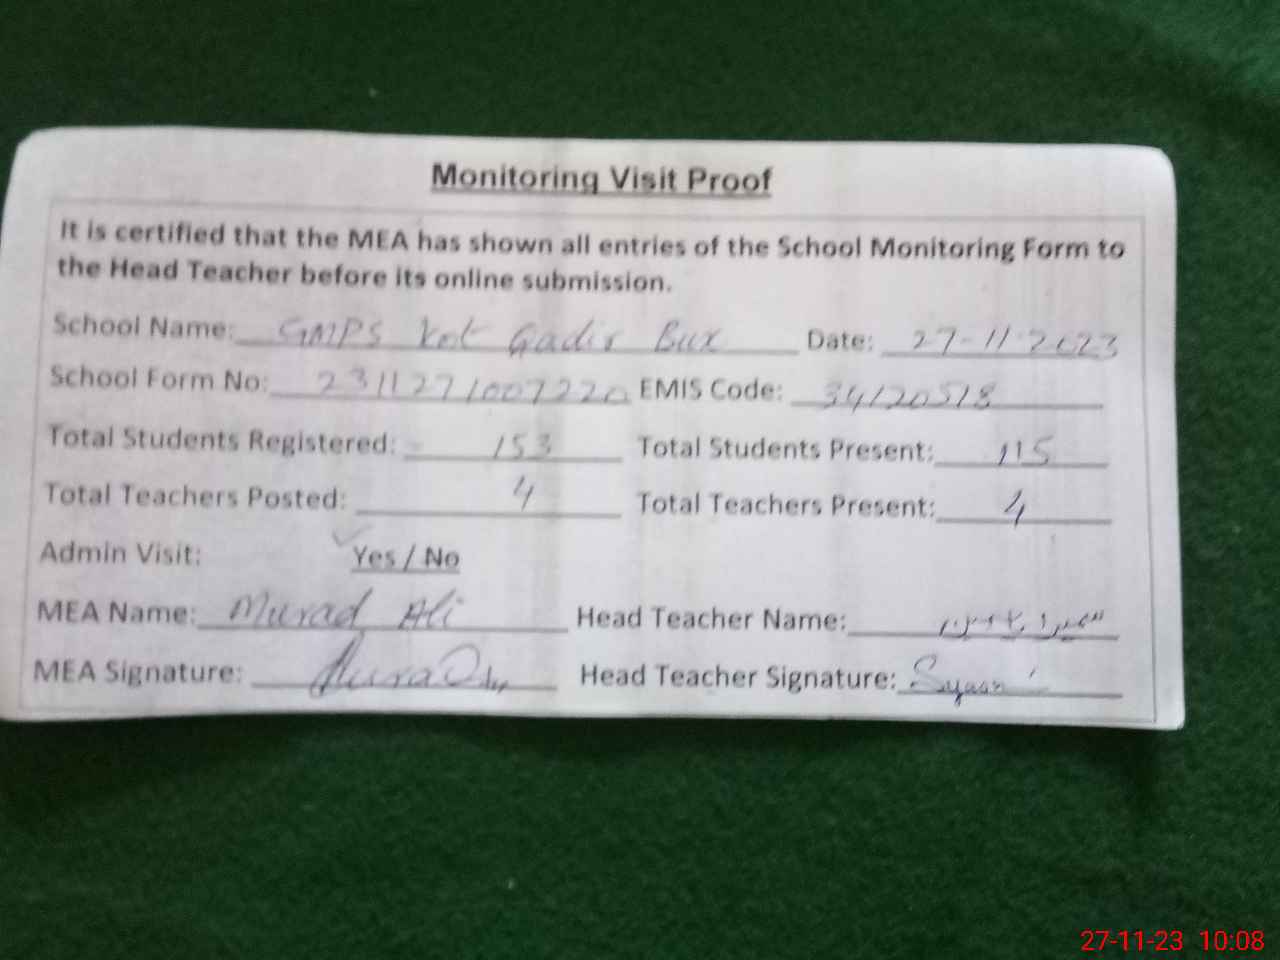 Monitoring Visit Proof
It is certified that the MEA has shown all entries of the School Monitoring Form to
the Head Teacher before its online submission.
School Name: GMPS Kot Qadir Bux Date: 27-11-2023
School Form No: 2311271007220 EMIS Code: 34120518
Total Students Registered: 153 Total Students Present: 115
Total Teachers Posted: 4 Total Teachers Present: 4
Admin Visit: Yes / No
MEA Name: Murad Ali Head Teacher Name:
MEA Signature: Head Teacher Signature:
27-11-23 10:08